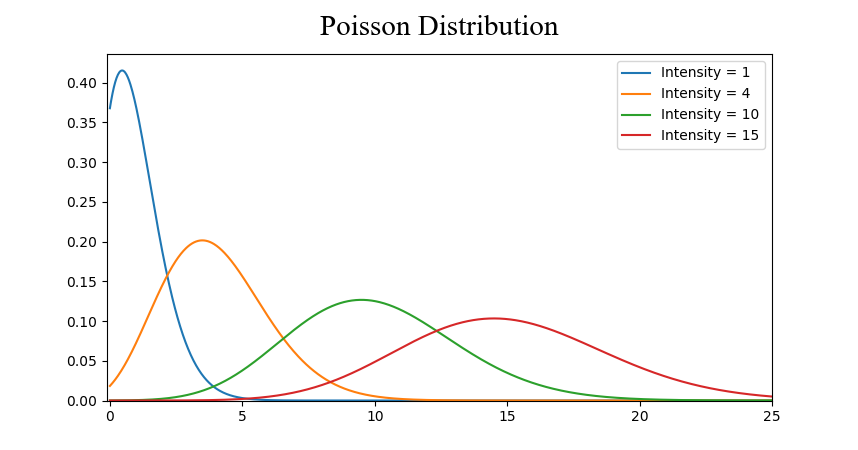 Poisson Distribution
Intensity = 1
Intensity = 4
Intensity = 10
Intensity = 15
0.40
0.35
0.30
0.25
0.20
0.15
0.10
0.05
0.00
0 5 10 15 20 25